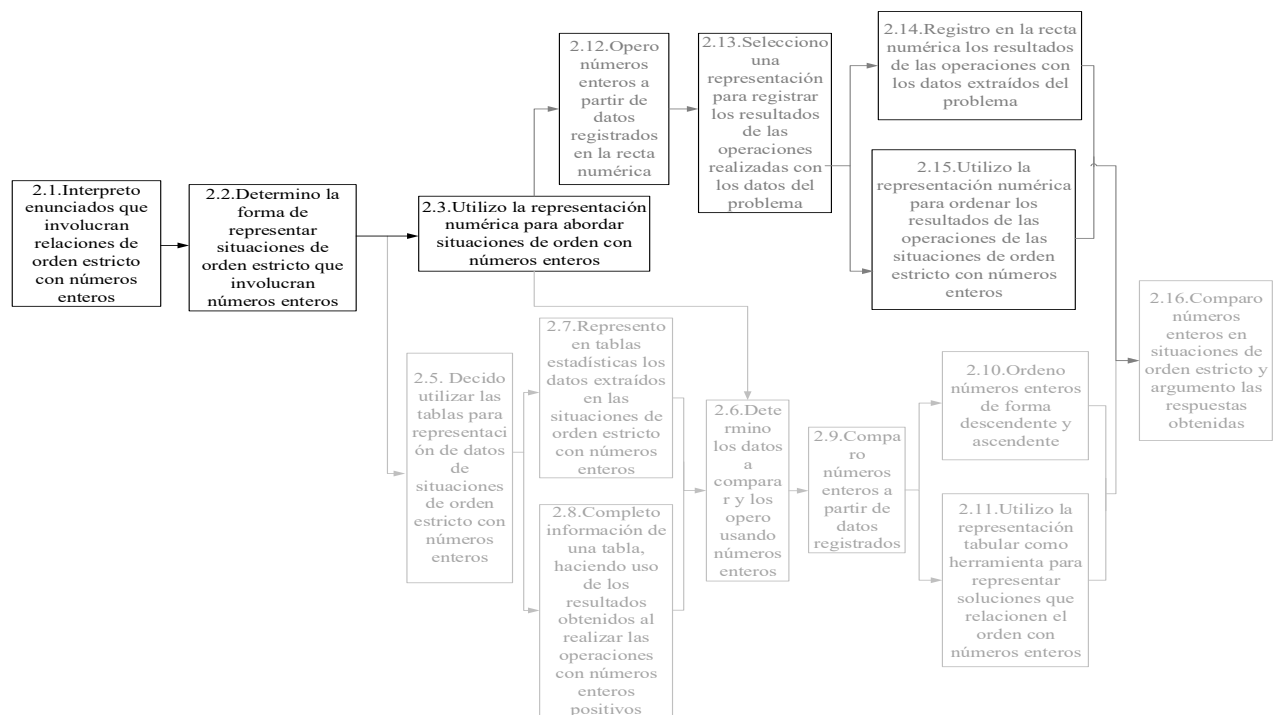 2.1.Interpreto
enunciados que
involucran
relaciones de
orden estricto
con números
enteros
2.2.Determino la
forma de
representar
situaciones de
orden estricto que
involucran
números enteros
2.3.Utilizo la representación
numérica para abordar
situaciones de orden con
números enteros
2.12.Opero
números
enteros a
partir de
datos
registrados
en la recta
numérica
2.13.Selecciono
una
representación
para registrar
los resultados
de las
operaciones
realizadas con
los datos del
problema
2.14.Registro en la recta
numérica los resultados
de las operaciones con
los datos extraídos del
problema
2.15.Utilizo la
representación numérica
para ordenar los
resultados de las
operaciones de las
situaciones de orden
estricto con números
enteros
2.5. Decido
utilizar las
tablas para
representaci
ón de datos
de
situaciones
de orden
estricto con
números
enteros
2.7.Represento
en tablas
estadísticas los
datos extraídos
en las
situaciones de
orden estricto
con números
enteros
2.8.Completo
información de
una tabla,
haciendo uso de
los
resultados
obtenidos al
realizar las
operaciones
con números
enteros
positivos
2.6.Dete
rmino
los datos
a
compara
r y los
opero
usando
números
enteros
2.9.Compa
ro
números
enteros a
partir de
datos
registrados
2.10.Ordeno
números enteros
de forma
descendente y
ascendente
2.11.Utilizo la
representación
tabular como
herramienta para
representar
soluciones que
relacionen el
orden con
números enteros
2.16.Comparo
números
enteros en
situaciones de
orden estricto y
argumento las
respuestas
obtenidas